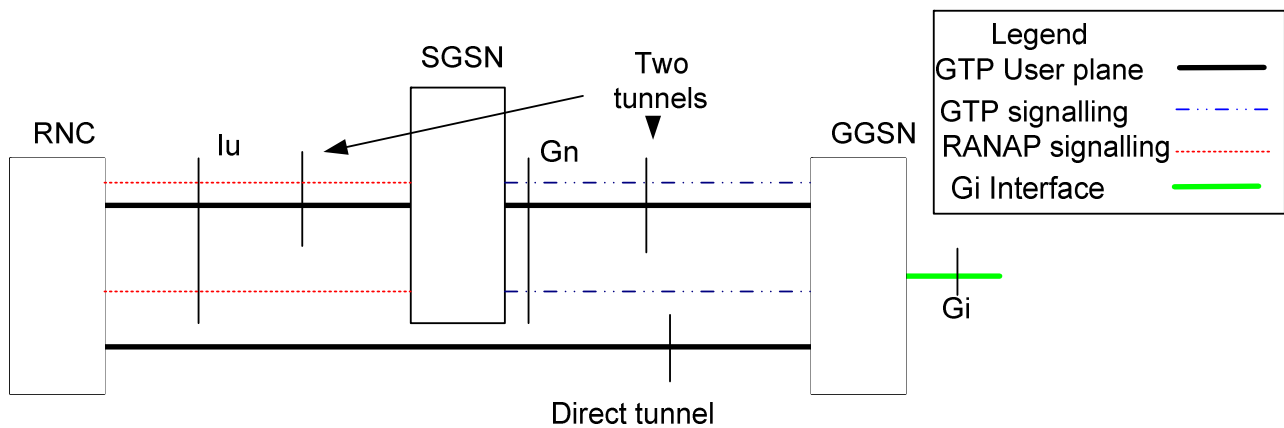 SGSN
Two
tunnels
RNC
Iu
Gn
GGSN
Legend
GTP User plane
GTP signalling
RANAP signalling
Gi Interface
Gi
Direct tunnel